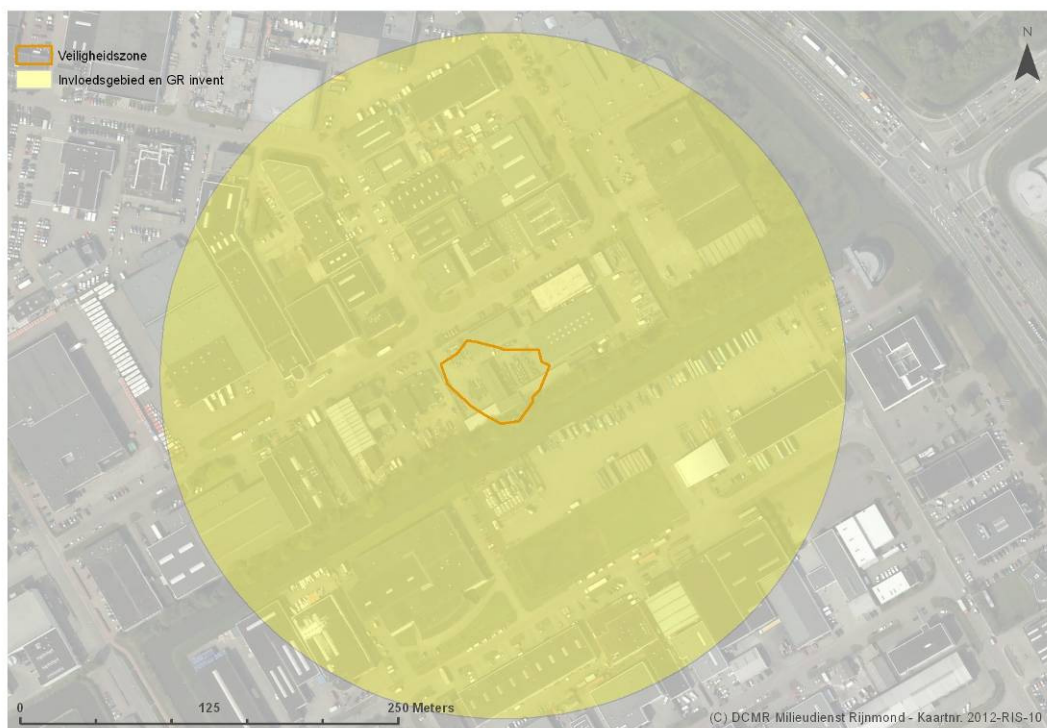 N
Veiligheidszone
Invloedsgebied en GR invent
0 125 250 Meters
(C) DCMR Milieudienst Rijnmond - Kaartnr. 2012-RIS-10